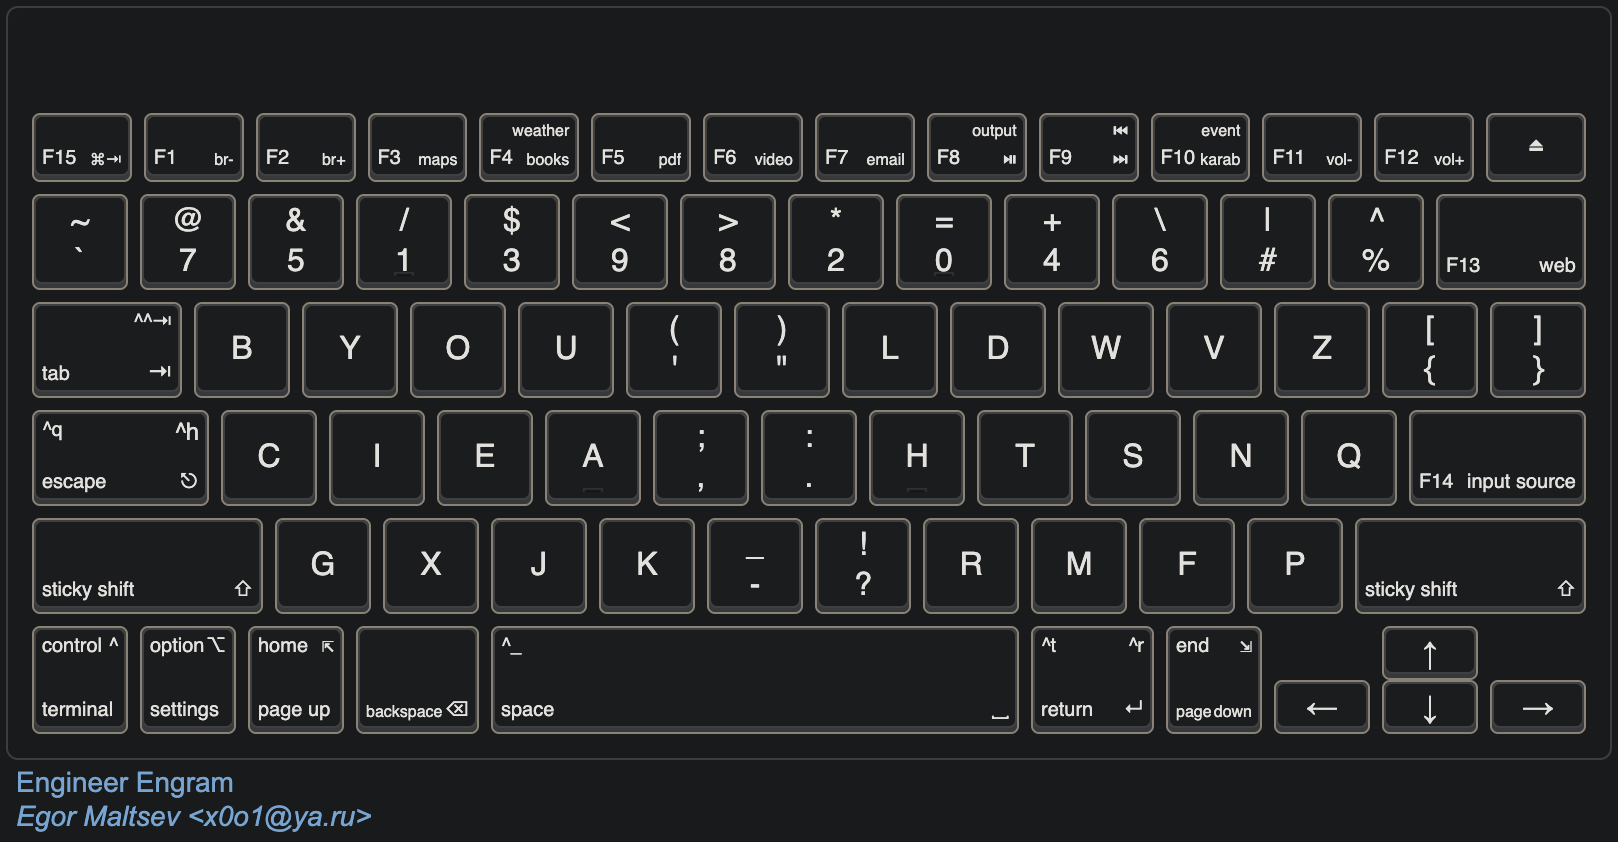 weather output ⏮ event
F15 ⌘⇥ F1 br- F2 br+ F3 maps F4 books F5 pdf F6 video F7 email F8 ⏯ F9 ⏭ F10 karab F11 vol- F12 vol+ ⏏
~ @ & / $ < > * = + \ | ^
` 7 5 1 3 9 8 2 0 4 6 # % F13 web
^^⇥ ( ) [ ]
B Y O U L D W V Z
tab ⇥ ' " { }
^q ^h ; :
C I E A H T S N Q
escape ⎋ , . F14 input source
_ !
G X J K R M F P
sticky shift ⇧ - ? sticky shift ⇧
control ^ option ⌥ home ⇱ ^_ ^t ^r end ⇲ ↑
terminal settings page up backspace ⌫ space ⎵ return ↵ page down ← ↓ →
Engineer Engram
Egor Maltsev <x0o1@ya.ru>